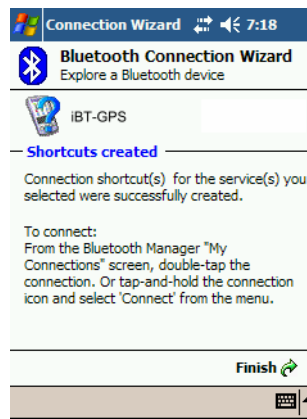 Connection Wizard 7:18
Bluetooth Connection Wizard
Explore a Bluetooth device
iBT-GPS
Shortcuts created
Connection shortcut(s) for the service(s) you
selected were successfully created.
To connect:
From the Bluetooth Manager "My
Connections" screen, double-tap the
connection. Or tap-and-hold the connection
icon and select 'Connect' from the menu.
Finish